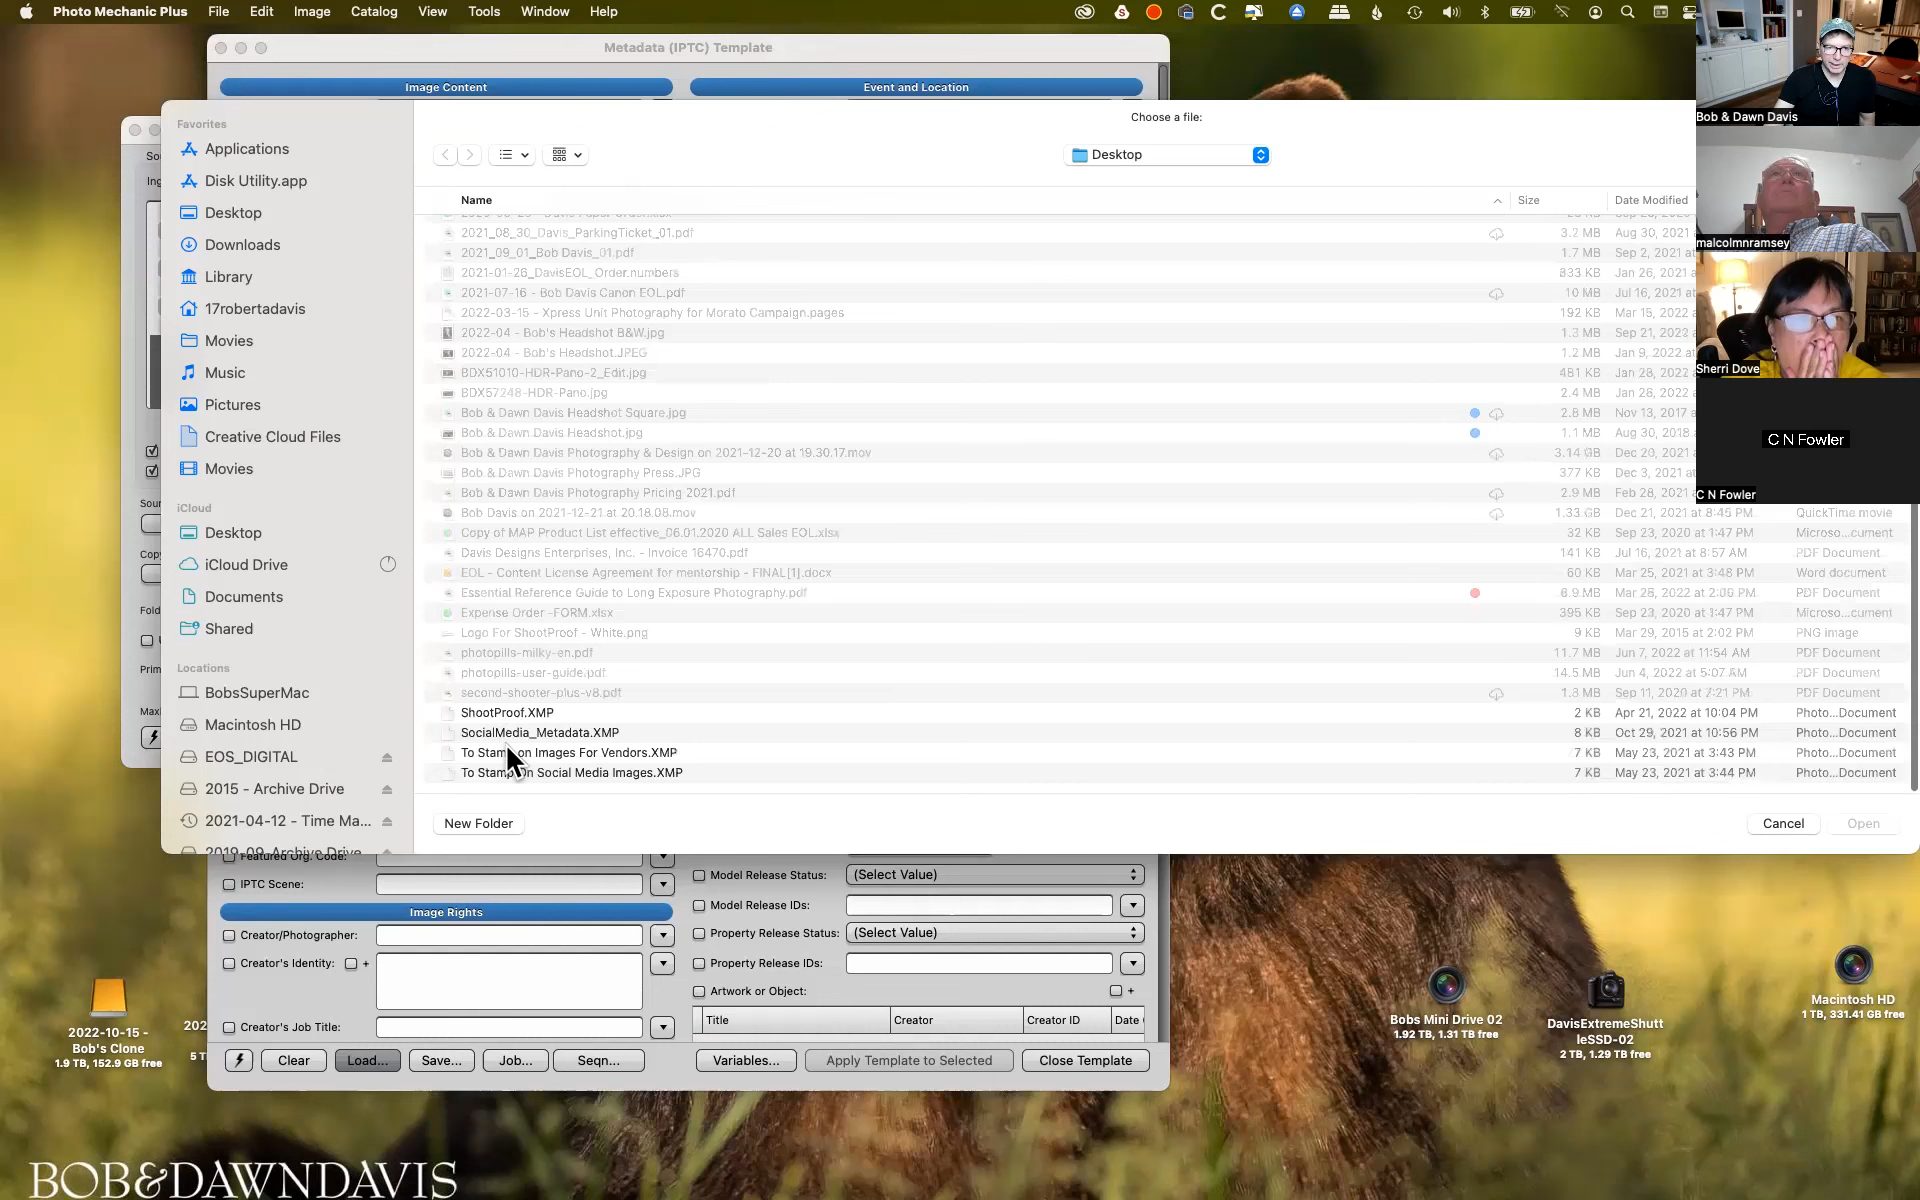 Photo Mechanic Plus File Edit Image Catalog View Tools Window Help
Metadata (IPTC) Template
Image Content Event and Location
Choose a file:
Favorites
Applications
Disk Utility.app
Desktop
Downloads
Library
17robertadavis
Movies
Music
Pictures
Creative Cloud Files
Movies
iCloud
Desktop
iCloud Drive
Documents
Shared
Locations
BobsSuperMac
Macintosh HD
EOS_DIGITAL
2015 - Archive Drive
2021-04-12 - Time Ma...
2019-09-Archive Drive
Desktop
Name Size Date Modified
2021_08_30_Davis_ParkingTicket_01.pdf 3.2 MB Aug 30, 2021 at
2021_09_01_Bob Davis_01.pdf 1.7 MB Sep 2, 2021 at
2021-01-26_DavisEOL_Order.numbers 833 KB Jan 26, 2021 at
2021-07-16 - Bob Davis Canon EOL.pdf 10 MB Jul 16, 2021 at
2022-03-15 - Xpress Unit Photography for Morato Campaign.pages 192 KB Mar 15, 2022 at
2022-04 - Bob's Headshot B&W.jpg 1.3 MB Sep 21, 2022 at
2022-04 - Bob's Headshot.JPEG 1.2 MB Jan 9, 2022 at
BDX51010-HDR-Pano-2_Edit.jpg 481 KB Jan 28, 2022 at
BDX57248-HDR-Pano.jpg 2.4 MB Jan 28, 2022 at
Bob & Dawn Davis Headshot Square.jpg 2.8 MB Nov 13, 2017 at
Bob & Dawn Davis Headshot.jpg 1.1 MB Aug 30, 2018 at
Bob & Dawn Davis Photography & Design on 2021-12-20 at 19.30.17.mov 3.14 GB Dec 20, 2021 at
Bob & Dawn Davis Photography Press.JPG 377 KB Dec 3, 2021 at
Bob & Dawn Davis Photography Pricing 2021.pdf 2.9 MB Feb 28, 2021 at
Bob Davis on 2021-12-21 at 20.18.08.mov 1.33 GB Dec 21, 2021 at 8:45 PM QuickTime movie
Copy of MAP Product List effective_06.01.2020 ALL Sales EOL.xlsx 32 KB Sep 23, 2020 at 1:47 PM Microso...cument
Davis Designs Enterprises, Inc. - Invoice 16470.pdf 141 KB Jul 16, 2021 at 8:57 AM PDF Document
EOL - Content License Agreement for mentorship - FINAL[1].docx 60 KB Mar 25, 2021 at 3:48 PM Word document
Essential Reference Guide to Long Exposure Photography.pdf 6.9 MB Mar 28, 2022 at 2:06 PM PDF Document
Expense Order -FORM.xlsx 395 KB Sep 23, 2020 at 1:47 PM Microso...cument
Logo For ShootProof - White.png 9 KB Mar 29, 2015 at 2:02 PM PNG image
photopills-milky-en.pdf 11.7 MB Jun 7, 2022 at 11:54 AM PDF Document
photopills-user-guide.pdf 14.5 MB Jun 4, 2022 at 5:07 AM PDF Document
second-shooter-plus-v8.pdf 1.8 MB Sep 11, 2020 at 7:21 PM PDF Document
ShootProof.XMP 2 KB Apr 21, 2022 at 10:04 PM Photo...Document
SocialMedia_Metadata.XMP 8 KB Oct 29, 2021 at 10:56 PM Photo...Document
To Stamp on Images For Vendors.XMP 7 KB May 23, 2021 at 3:43 PM Photo...Document
To Stamp on Social Media Images.XMP 7 KB May 23, 2021 at 3:44 PM Photo...Document
New Folder Cancel Open
Bob & Dawn Davis
malcolmnramsey
Sherri Dove
C N Fowler
C N Fowler
Featured Org. Code:
IPTC Scene:
Image Rights
Creator/Photographer:
Creator's Identity: +
Creator's Job Title:
Model Release Status: (Select Value)
Model Release IDs:
Property Release Status: (Select Value)
Property Release IDs:
Artwork or Object: +
Title Creator Creator ID Date
Clear Load... Save... Job... Seqn... Variables... Apply Template to Selected Close Template
2022-10-15 -
Bob's Clone
1.9 TB, 152.9 GB free
Bobs Mini Drive 02
1.92 TB, 1.31 TB free
DavisExtremeShutt
leSSD-02
2 TB, 1.29 TB free
Macintosh HD
1 TB, 331.41 GB free
BOB&DAWNDAVIS